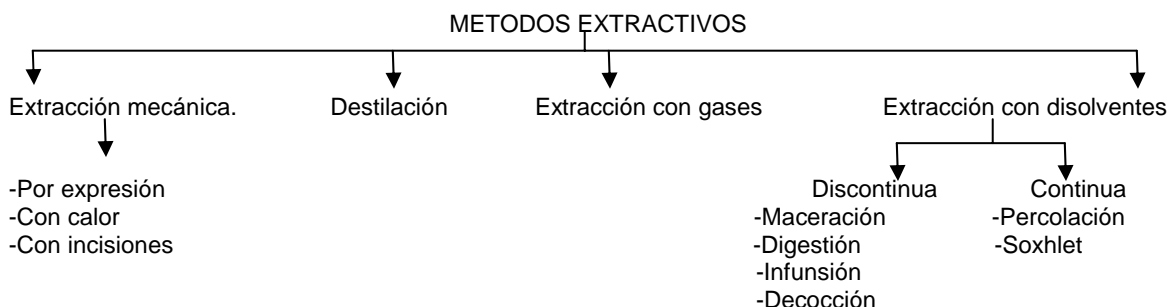 METODOS EXTRACTIVOS
Extracción mecánica. Destilación Extracción con gases Extracción con disolventes
-Por expresión
-Con calor
-Con incisiones
Discontinua Continua
-Maceración -Percolación
-Digestión -Soxhlet
-Infunsión
-Decocción